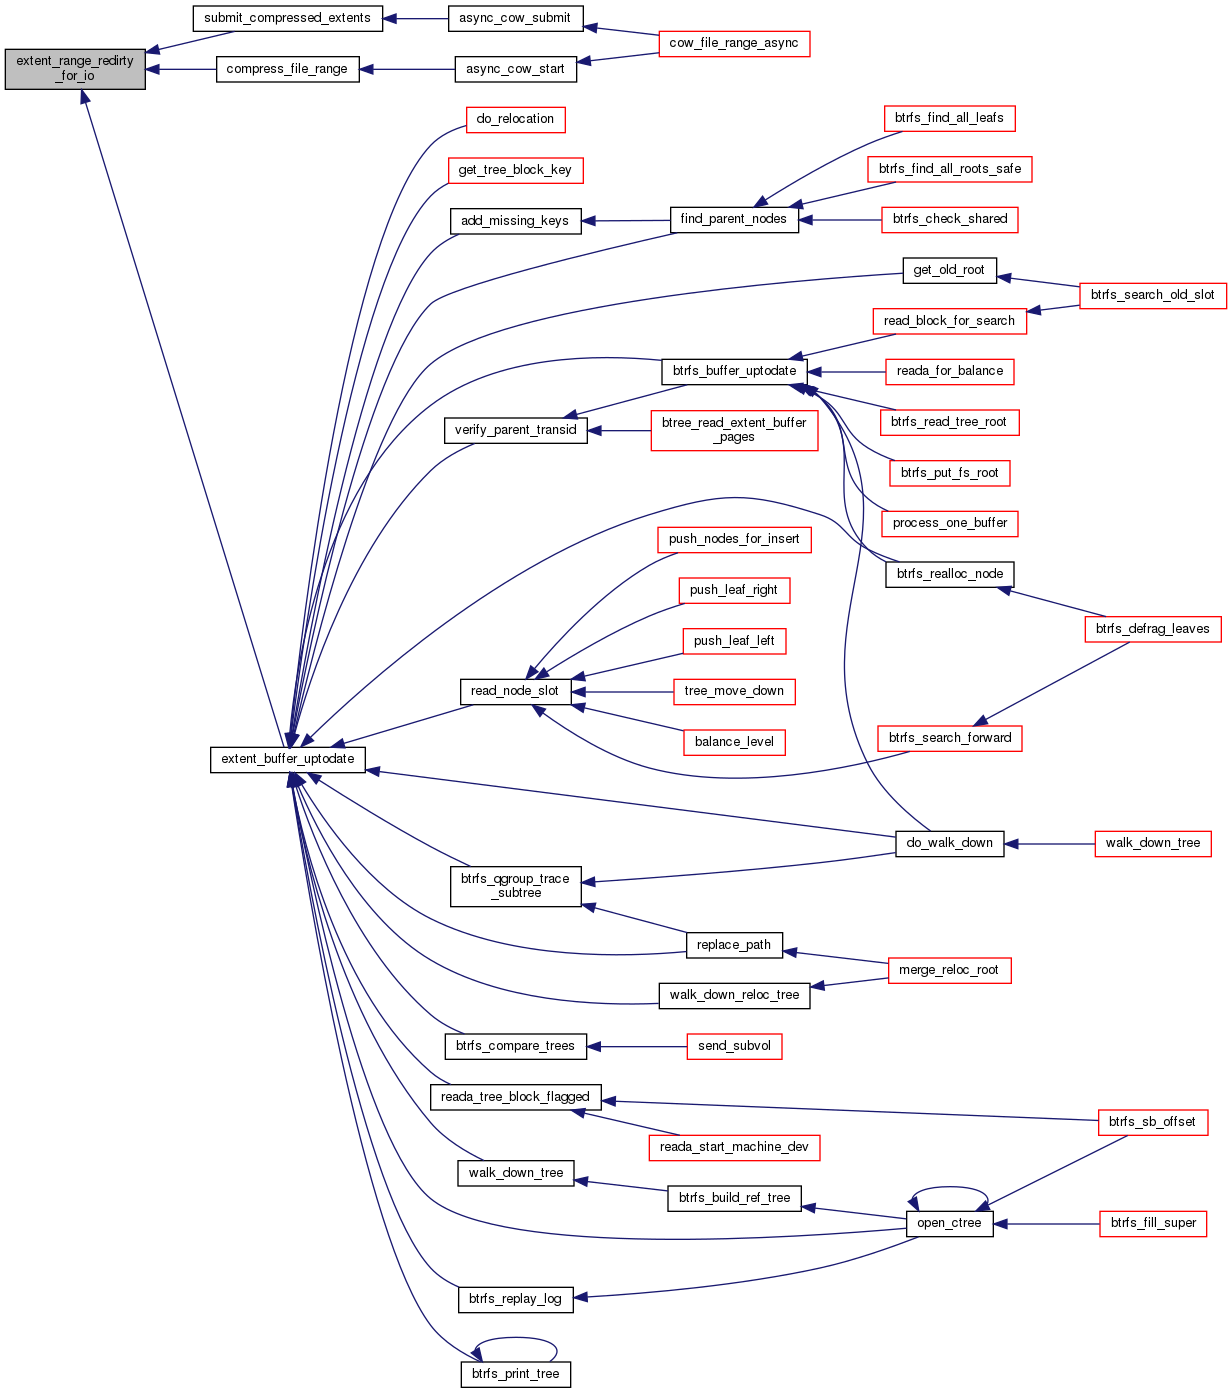 submit_compressed_extents
async_cow_submit
cow_file_range_async
extent_range_redirty
_for_io
compress_file_range
async_cow_start
do_relocation
get_tree_block_key
add_missing_keys
find_parent_nodes
btrfs_find_all_leafs
btrfs_find_all_roots_safe
btrfs_check_shared
get_old_root
btrfs_search_old_slot
read_block_for_search
btrfs_buffer_uptodate
reada_for_balance
btrfs_read_tree_root
verify_parent_transid
btree_read_extent_buffer
_pages
btrfs_put_fs_root
process_one_buffer
push_nodes_for_insert
btrfs_realloc_node
push_leaf_right
btrfs_defrag_leaves
push_leaf_left
read_node_slot
tree_move_down
balance_level
btrfs_search_forward
extent_buffer_uptodate
do_walk_down
walk_down_tree
btrfs_qgroup_trace
_subtree
replace_path
merge_reloc_root
walk_down_reloc_tree
btrfs_compare_trees
send_subvol
reada_tree_block_flagged
btrfs_sb_offset
reada_start_machine_dev
walk_down_tree
btrfs_build_ref_tree
open_ctree
btrfs_fill_super
btrfs_replay_log
btrfs_print_tree